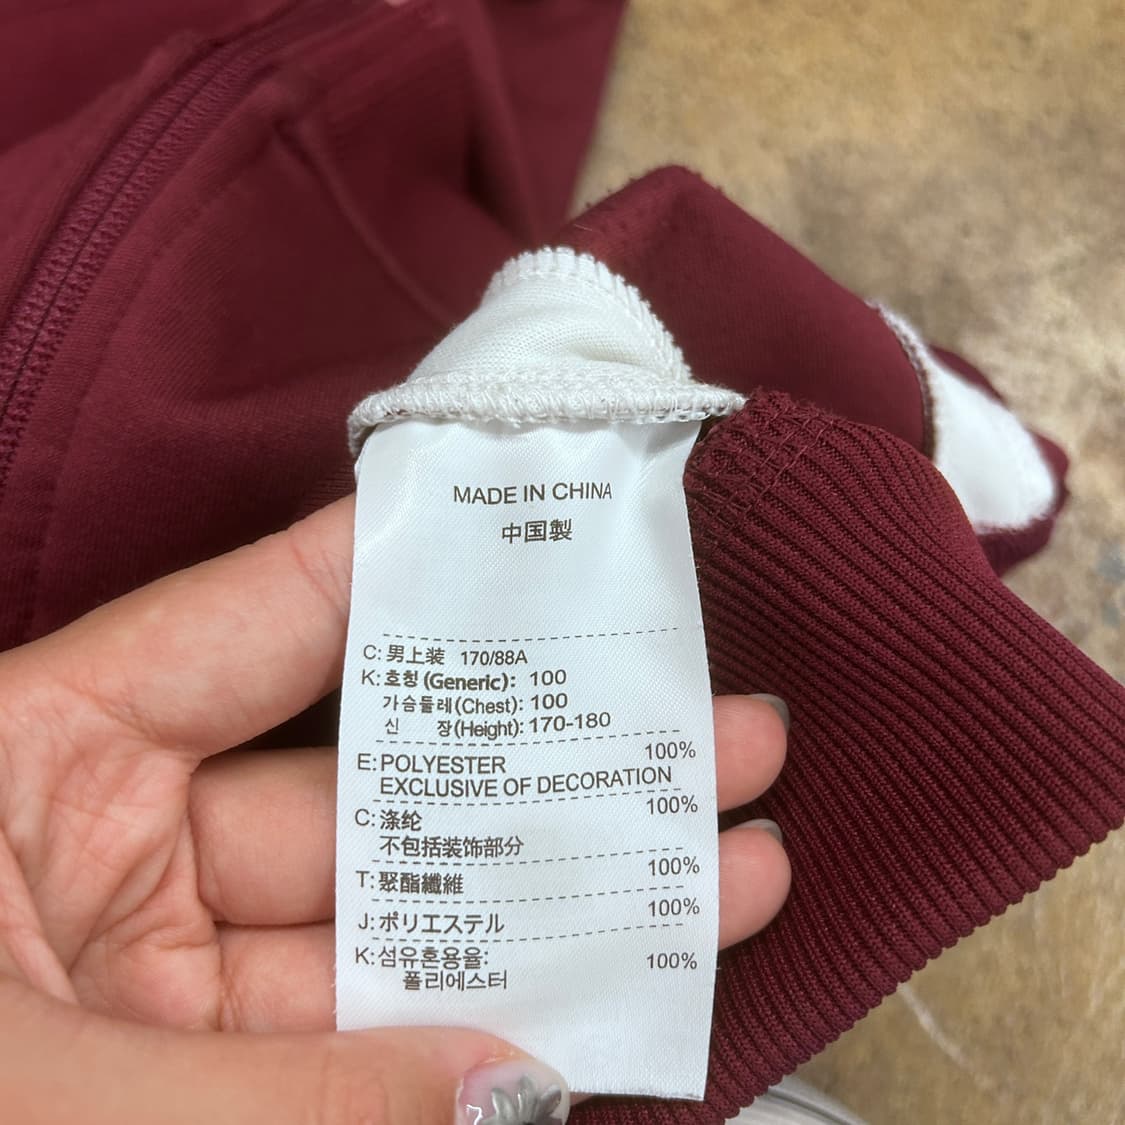 MADE IN CHINA
中国製
C: 男上装 170/88A
K: 호칭 (Generic): 100
가슴둘레(Chest): 100
신 장(Height): 170-180
E: POLYESTER 100%
EXCLUSIVE OF DECORATION
C: 涤纶 100%
不包括装饰部分
T: 聚酯纖維 100%
J: ポリエステル 100%
K: 섬유혼용율:
폴리에스터 100%